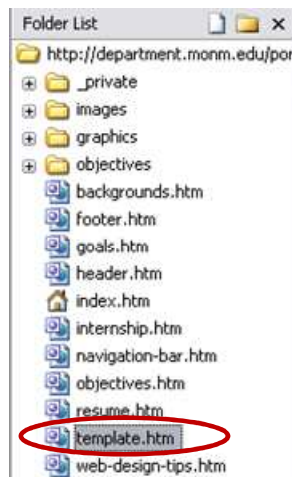 Folder List
http://department.monm.edu/por
_private
images
graphics
objectives
backgrounds.htm
footer.htm
goals.htm
header.htm
index.htm
internship.htm
navigation-bar.htm
objectives.htm
resume.htm
template.htm
web-design-tips.htm